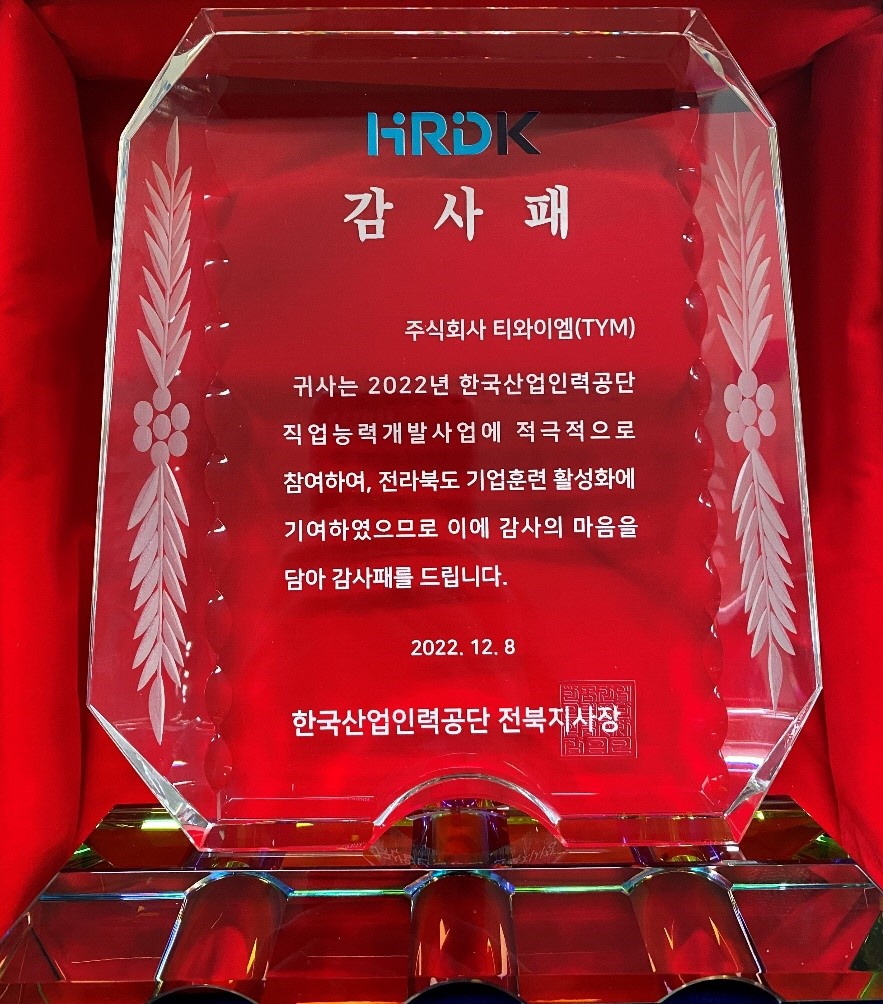 HRDK
감 사 패
주식회사 티와이엠(TYM)
귀사는 2022년 한국산업인력공단
직업능력개발사업에 적극적으로
참여하여, 전라북도 기업훈련 활성화에
기여하였으므로 이에 감사의 마음을
담아 감사패를 드립니다.
2022. 12. 8
한국산업인력공단 전북지사장